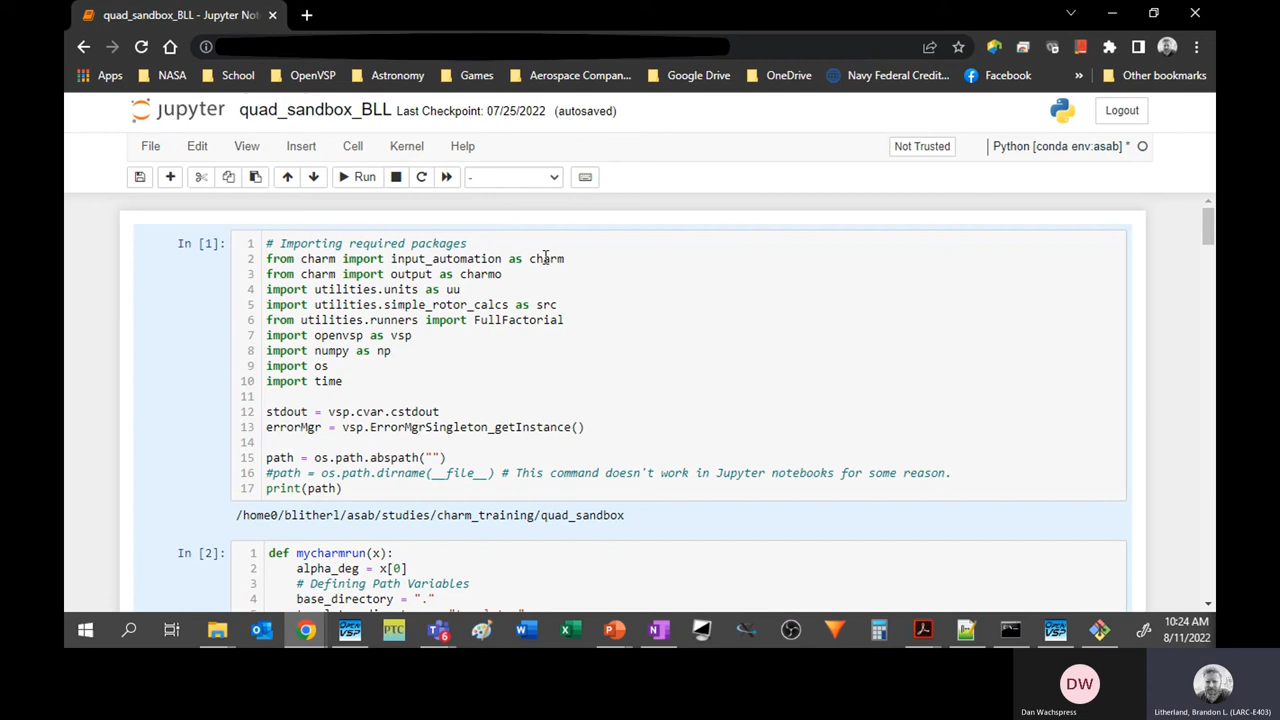 quad_sandbox_BLL - Jupyter Not
Apps NASA School OpenVSP Astronomy Games Aerospace Compan... Google Drive OneDrive Navy Federal Credit... Facebook » Other bookmarks
jupyter quad_sandbox_BLL Last Checkpoint: 07/25/2022 (autosaved) Logout
File Edit View Insert Cell Kernel Help Not Trusted Python [conda env:asab] *
Run -
In [1]:
1 # Importing required packages
2 from charm import input_automation as charm
3 from charm import output as charmo
4 import utilities.units as uu
5 import utilities.simple_rotor_calcs as src
6 from utilities.runners import FullFactorial
7 import openvsp as vsp
8 import numpy as np
9 import os
10 import time
11
12 stdout = vsp.cvar.cstdout
13 errorMgr = vsp.ErrorMgrSingleton_getInstance()
14
15 path = os.path.abspath("")
16 #path = os.path.dirname(__file__) # This command doesn't work in Jupyter notebooks for some reason.
17 print(path)
/home0/blitherl/asab/studies/charm_training/quad_sandbox
In [2]:
1 def mycharmrun(x):
2 alpha_deg = x[0]
3 # Defining Path Variables
4 base_directory = "."
OPEN VSP PTC 6 OPEN VSP
10:24 AM
8/11/2022
DW
Dan Wachspress
Litherland, Brandon L. (LARC-E403)